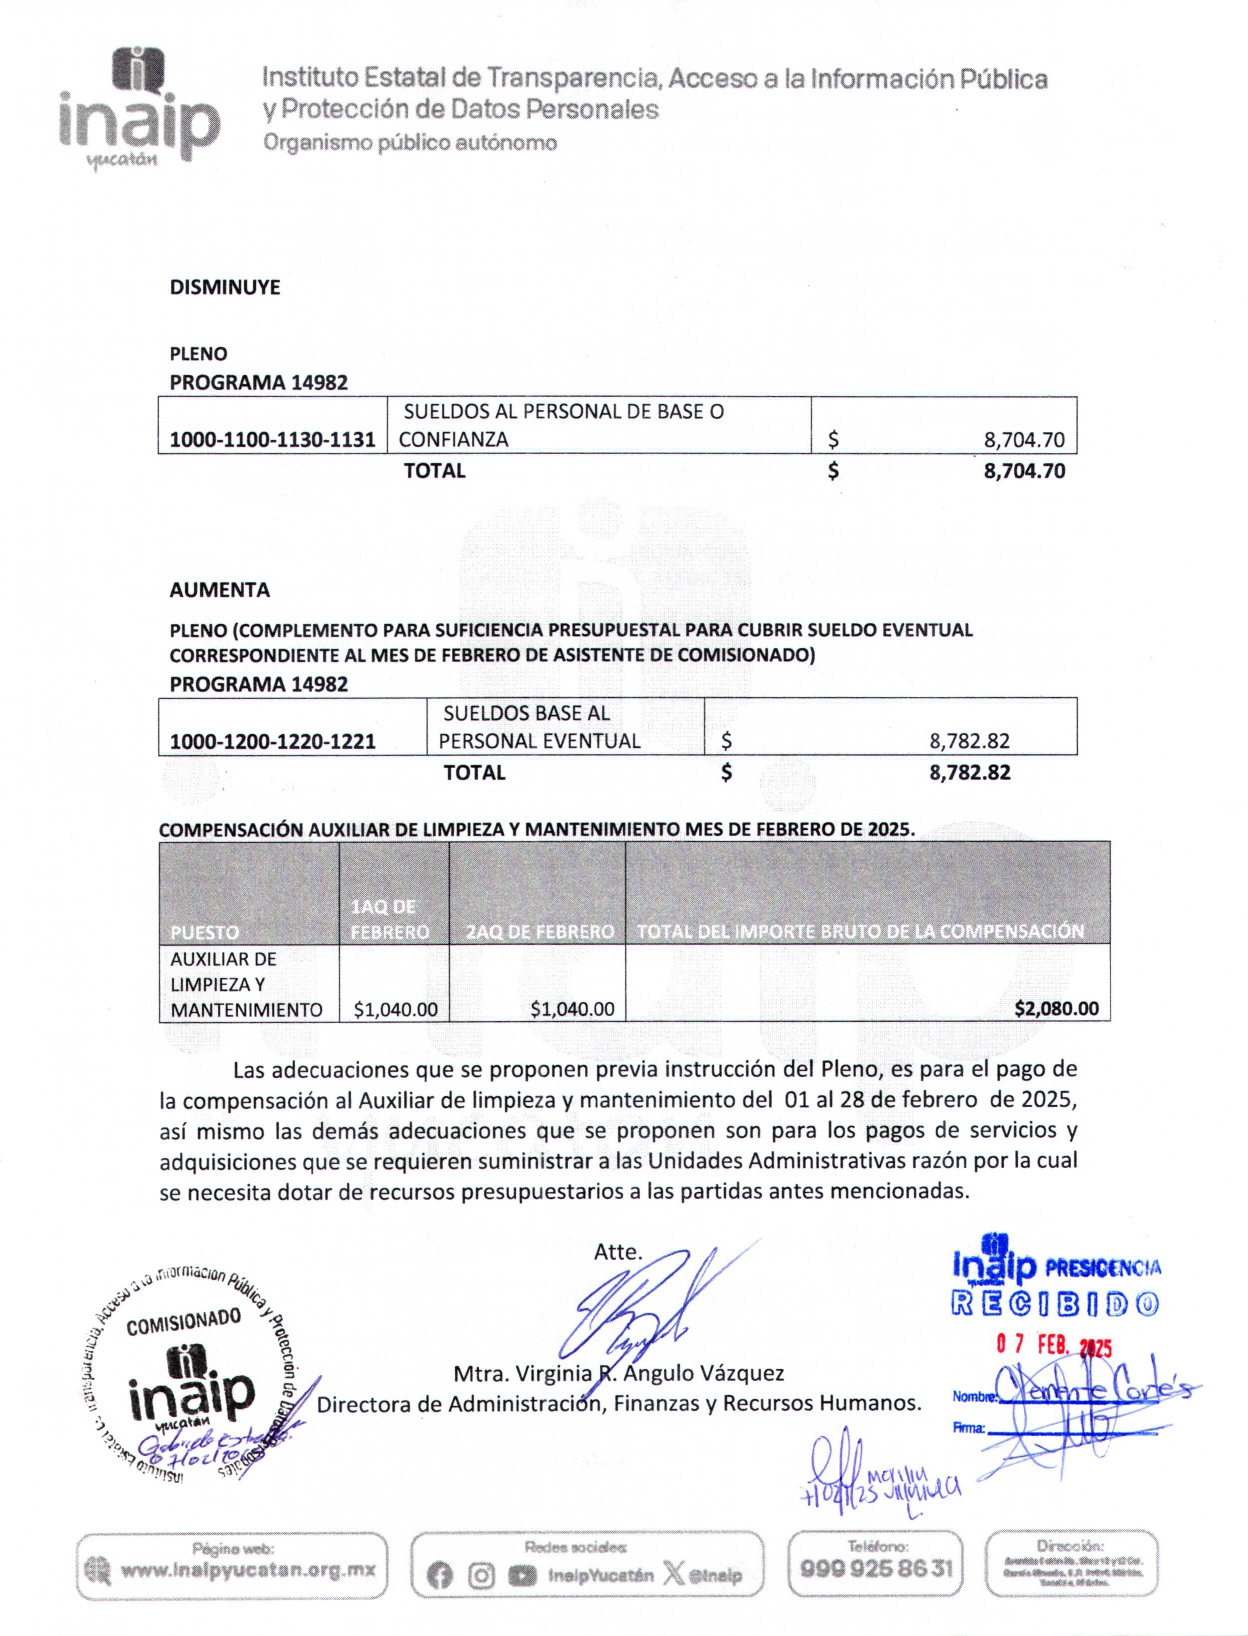 inaip
yucatán
Instituto Estatal de Transparencia, Acceso a la Información Pública
y Protección de Datos Personales
Organismo público autónomo
DISMINUYE
PLENO
PROGRAMA 14982
1000-1100-1130-1131 SUELDOS AL PERSONAL DE BASE O CONFIANZA $ 8,704.70
TOTAL $ 8,704.70
AUMENTA
PLENO (COMPLEMENTO PARA SUFICIENCIA PRESUPUESTAL PARA CUBRIR SUELDO EVENTUAL
CORRESPONDIENTE AL MES DE FEBRERO DE ASISTENTE DE COMISIONADO)
PROGRAMA 14982
1000-1200-1220-1221 SUELDOS BASE AL PERSONAL EVENTUAL $ 8,782.82
TOTAL $ 8,782.82
COMPENSACIÓN AUXILIAR DE LIMPIEZA Y MANTENIMIENTO MES DE FEBRERO DE 2025.
PUESTO 1AQ DE FEBRERO 2AQ DE FEBRERO TOTAL DEL IMPORTE BRUTO DE LA COMPENSACIÓN
AUXILIAR DE LIMPIEZA Y MANTENIMIENTO $1,040.00 $1,040.00 $2,080.00
Las adecuaciones que se proponen previa instrucción del Pleno, es para el pago de
la compensación al Auxiliar de limpieza y mantenimiento del 01 al 28 de febrero de 2025,
así mismo las demás adecuaciones que se proponen son para los pagos de servicios y
adquisiciones que se requieren suministrar a las Unidades Administrativas razón por la cual
se necesita dotar de recursos presupuestarios a las partidas antes mencionadas.
Atte.
Mtra. Virginia R. Angulo Vázquez
Directora de Administración, Finanzas y Recursos Humanos.
COMISIONADO
inaip
yucatán
inaip PRESIDENCIA
RECIBIDO
07 FEB. 2025
Nombre: Clemente Cortés
Firma:
Página web:
www.inaipyucatan.org.mx
Redes sociales:
InaipYucatán @Inaip
Teléfono:
999 925 86 31
Dirección: